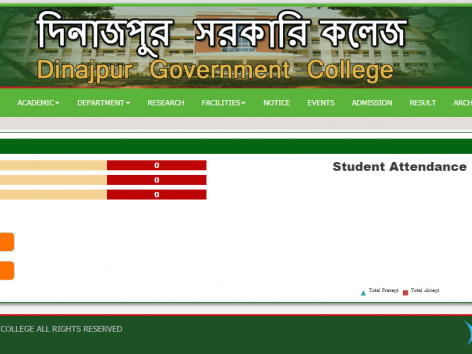 দিনাজপুর সরকারি কলেজ
Dinajpur Government College
ACADEMIC DEPARTMENT RESEARCH FACILITIES NOTICE EVENTS ADMISSION RESULT ARCH
0
Student Attendance
0
0
Total Present Total Absent
COLLEGE ALL RIGHTS RESERVED